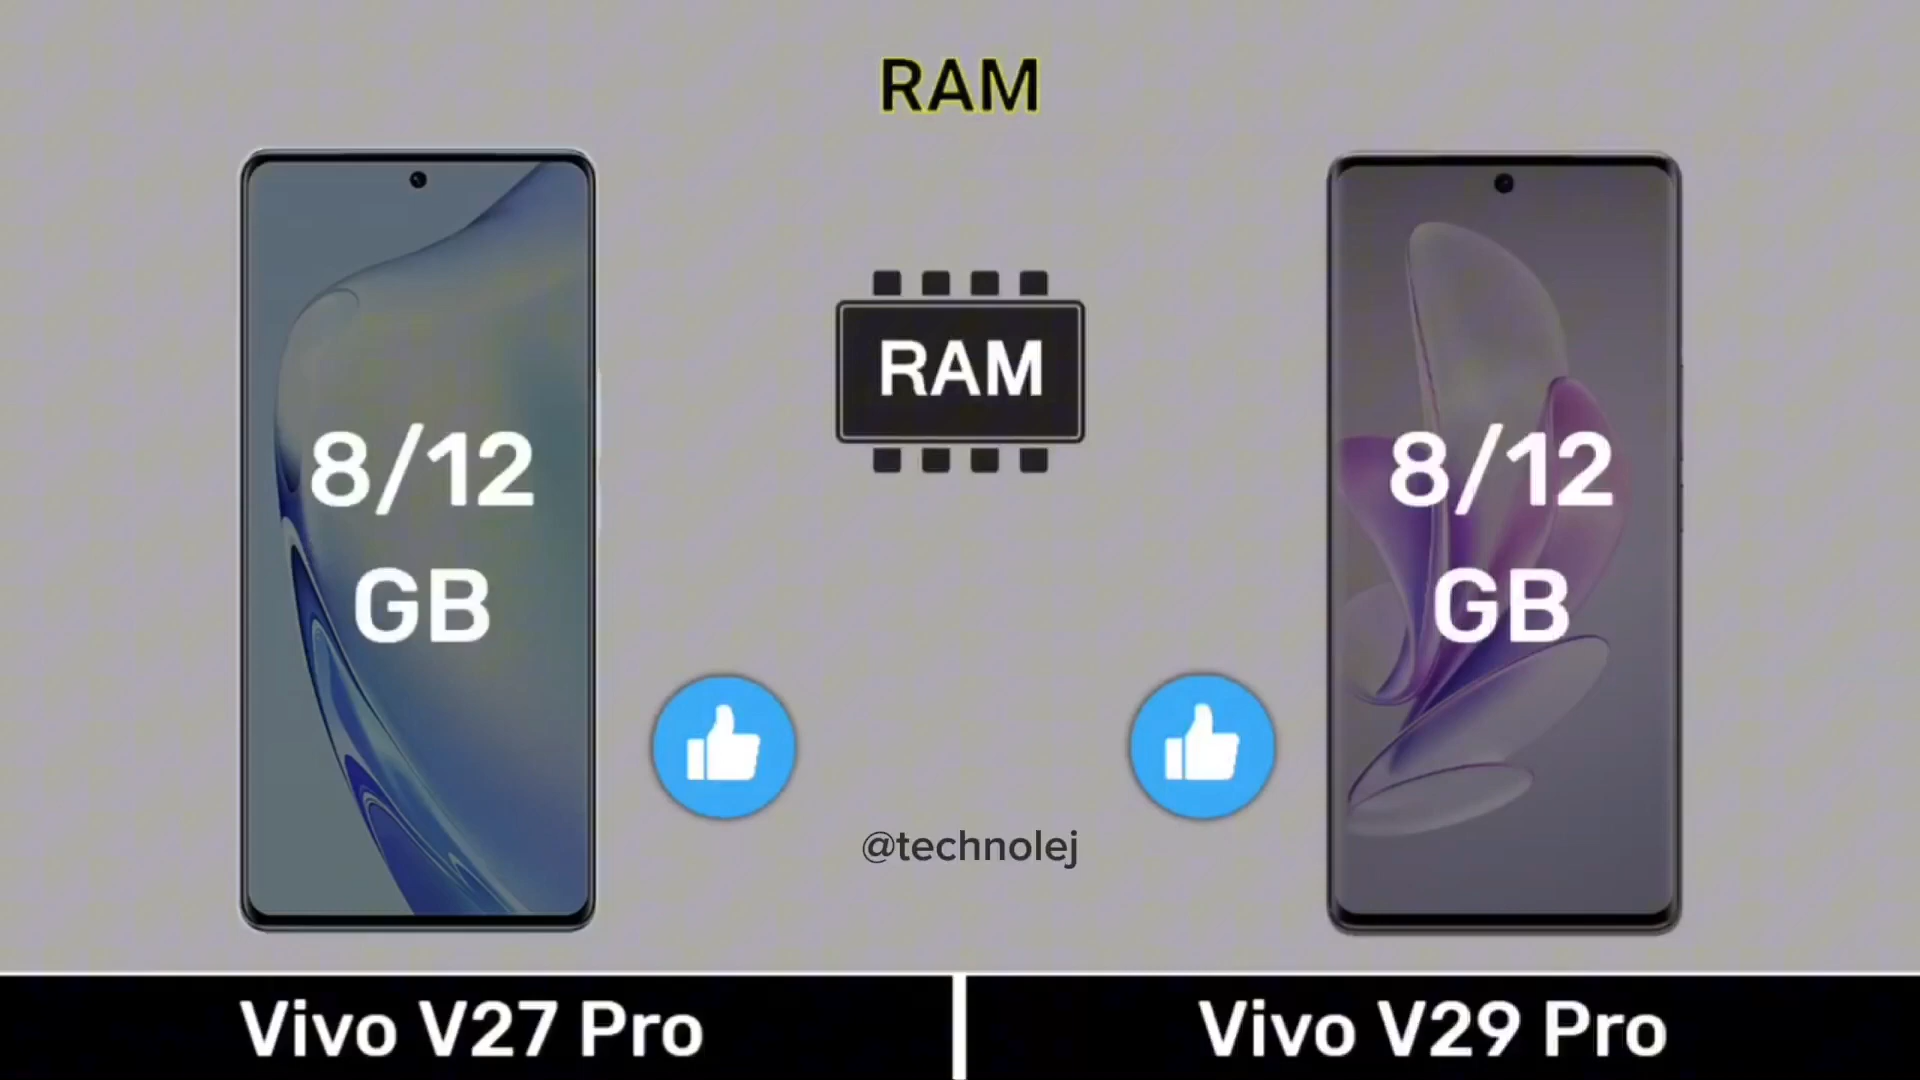 RAM
RAM
8/12
GB
8/12
GB
@technolej
Vivo V27 Pro
Vivo V29 Pro